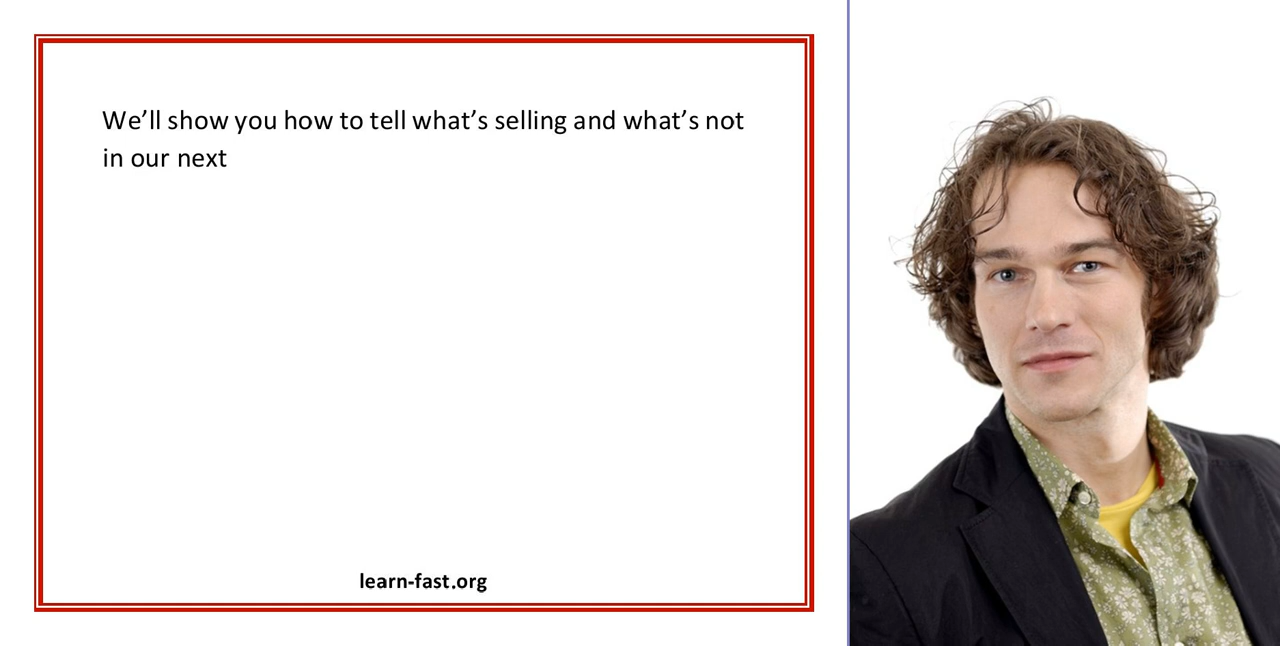 We’ll show you how to tell what’s selling and what’s not
in our next
learn-fast.org